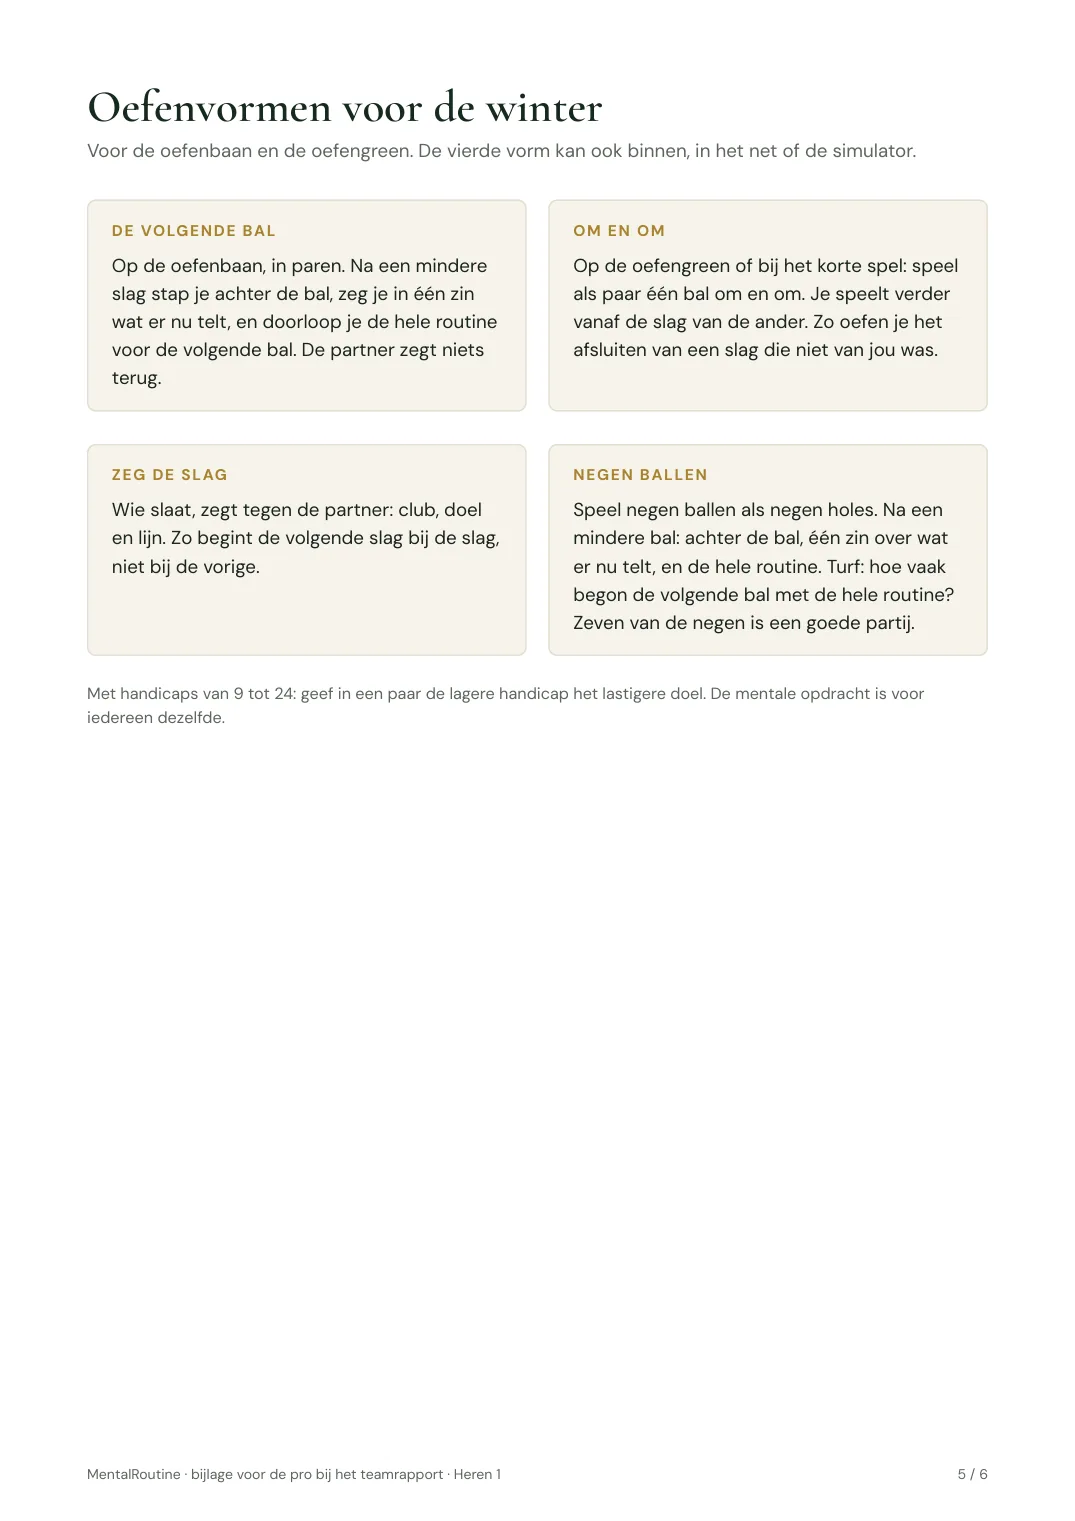 Oefenvormen voor de winter
Voor de oefenbaan en de oefengreen. De vierde vorm kan ook binnen, in het net of de simulator.
DE VOLGENDE BAL
Op de oefenbaan, in paren. Na een mindere
slag stap je achter de bal, zeg je in één zin
wat er nu telt, en doorloop je de hele routine
voor de volgende bal. De partner zegt niets
terug.
OM EN OM
Op de oefengreen of bij het korte spel: speel
als paar één bal om en om. Je speelt verder
vanaf de slag van de ander. Zo oefen je het
afsluiten van een slag die niet van jou was.
ZEG DE SLAG
Wie slaat, zegt tegen de partner: club, doel
en lijn. Zo begint de volgende slag bij de slag,
niet bij de vorige.
NEGEN BALLEN
Speel negen ballen als negen holes. Na een
mindere bal: achter de bal, één zin over wat
er nu telt, en de hele routine. Turf: hoe vaak
begon de volgende bal met de hele routine?
Zeven van de negen is een goede partij.
Met handicaps van 9 tot 24: geef in een paar de lagere handicap het lastigere doel. De mentale opdracht is voor
iedereen dezelfde.
MentalRoutine · bijlage voor de pro bij het teamrapport · Heren 1
5 / 6